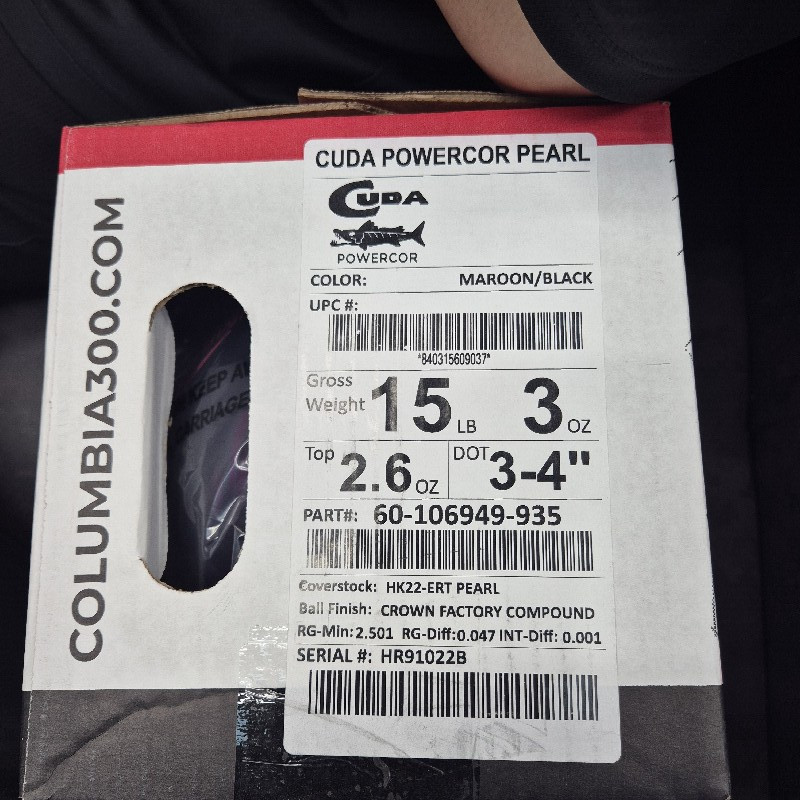 COLUMBIA300.COM
KEEP
CARRIAGE
CUDA POWERCOR PEARL
CUDA
POWERCOR
COLOR: MAROON/BLACK
UPC #:
*840315609037*
Gross Weight 15 LB 3 OZ
Top 2.6 OZ DOT 3-4"
PART#: 60-106949-935
Coverstock: HK22-ERT PEARL
Ball Finish: CROWN FACTORY COMPOUND
RG-Min:2.501 RG-Diff:0.047 INT-Diff: 0.001
SERIAL #: HR91022B